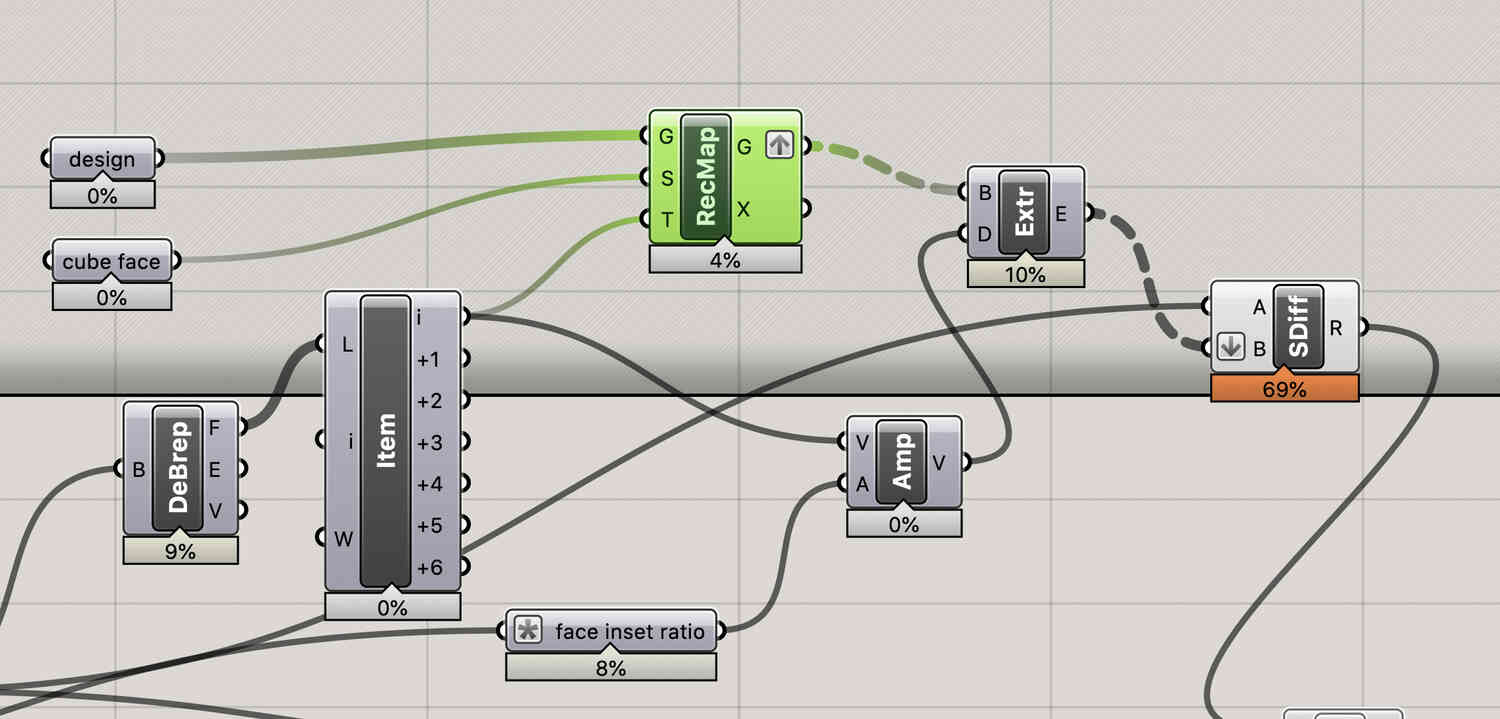 design
0%
cube face
0%
G
S
T
RecMap
G
X
4%
B
D
Extr
E
10%
A
B
SDiff
R
69%
L
i
W
Item
i
+1
+2
+3
+4
+5
+6
0%
B
DeBrep
F
E
V
9%
V
A
Amp
V
0%
face inset ratio
8%